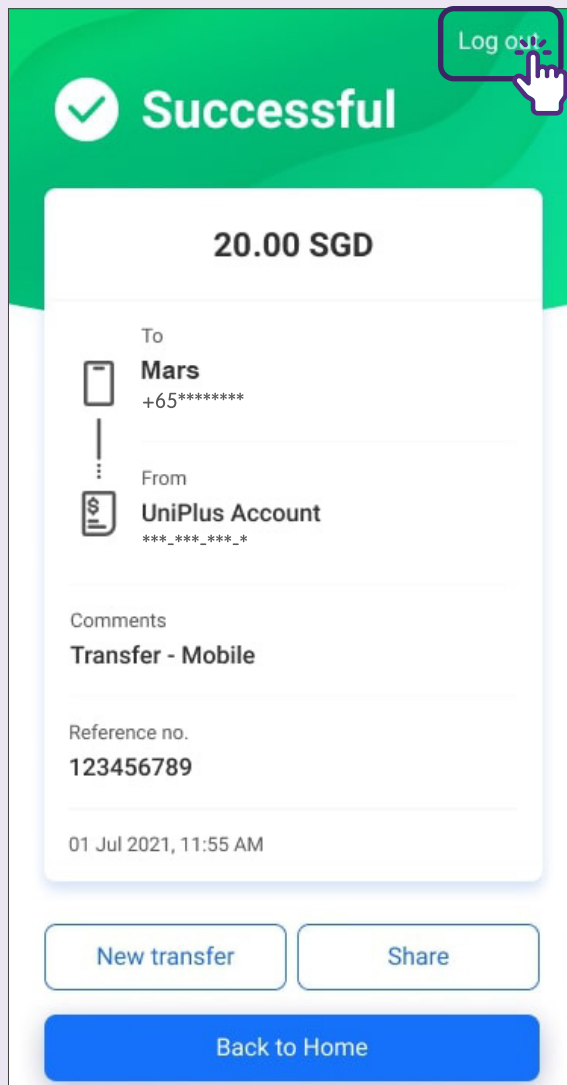 Log out
Successful
20.00 SGD
To
Mars
+65********
From
UniPlus Account
***-***-***-*
Comments
Transfer - Mobile
Reference no.
123456789
01 Jul 2021, 11:55 AM
New transfer
Share
Back to Home